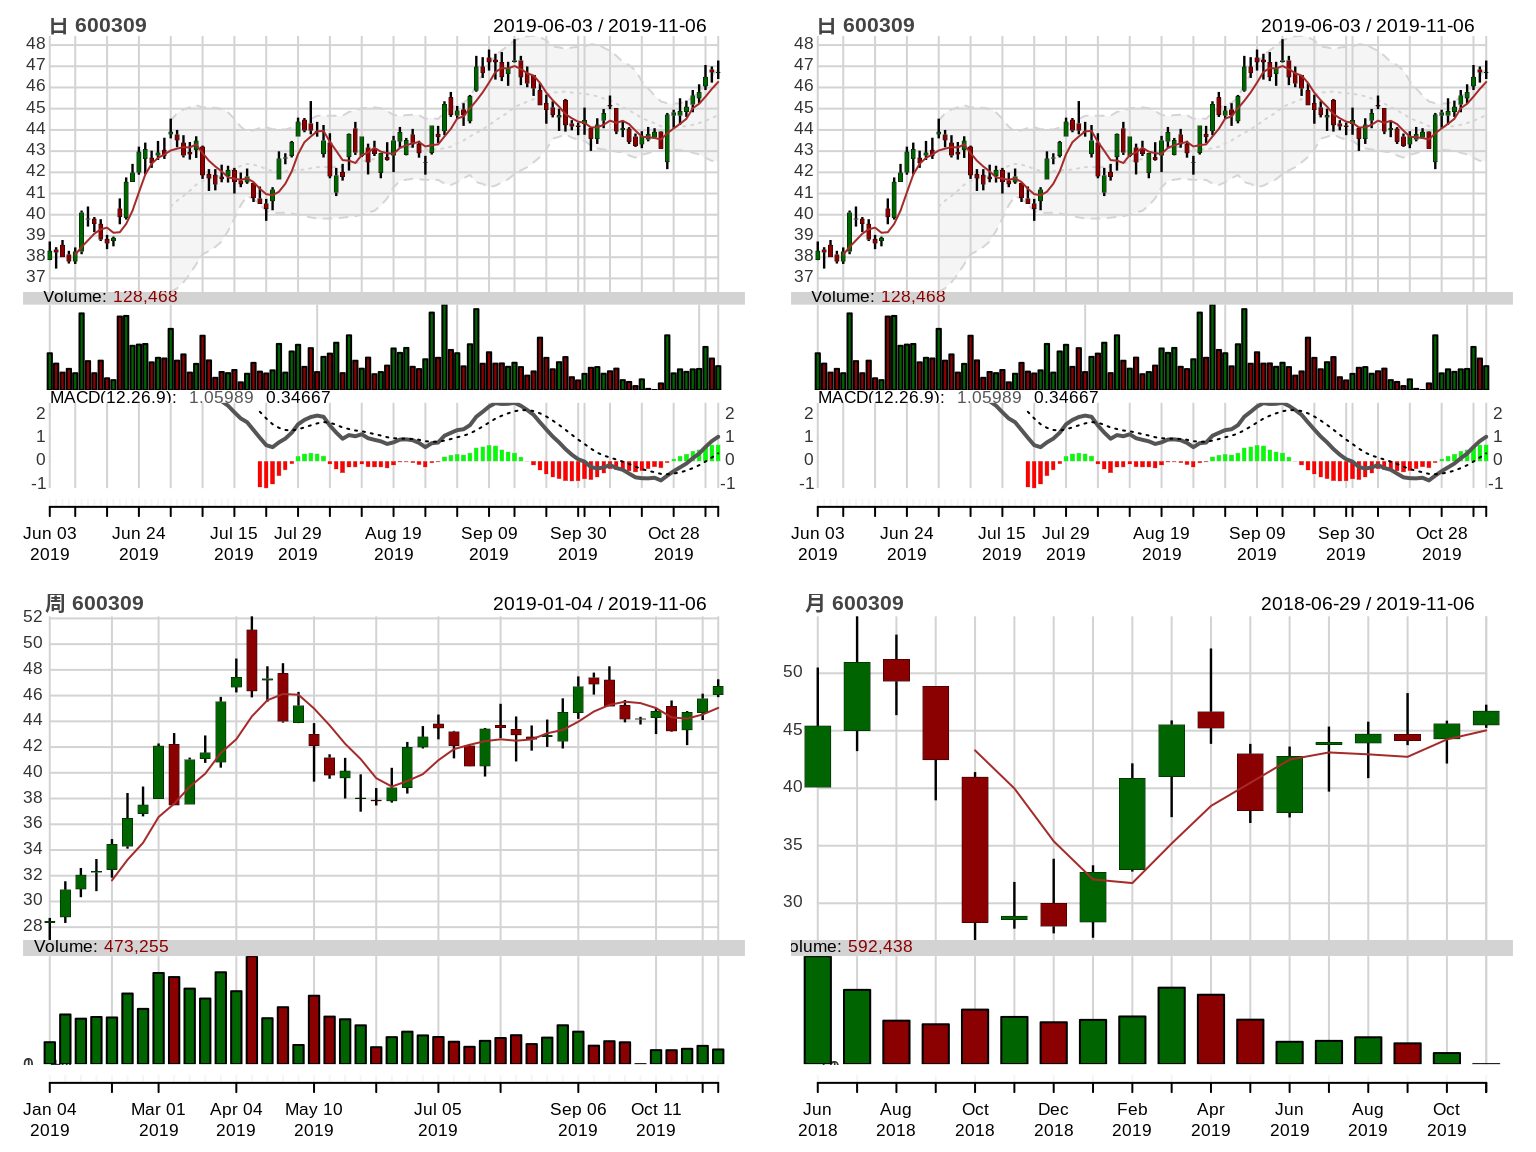 日 600309 2019-06-03 / 2019-11-06
48
47
46
45
44
43
42
41
40
39
38
37
Volume: 128,468
MACD(12,26,9): 1.05989 0.34667
2 2
1 1
0 0
-1 -1
Jun 03 Jun 24 Jul 15 Jul 29 Aug 19 Sep 09 Sep 30 Oct 28
2019 2019 2019 2019 2019 2019 2019 2019
日 600309 2019-06-03 / 2019-11-06
48
47
46
45
44
43
42
41
40
39
38
37
Volume: 128,468
MACD(12,26,9): 1.05989 0.34667
2 2
1 1
0 0
-1 -1
Jun 03 Jun 24 Jul 15 Jul 29 Aug 19 Sep 09 Sep 30 Oct 28
2019 2019 2019 2019 2019 2019 2019 2019
周 600309 2019-01-04 / 2019-11-06
52
50
48
46
44
42
40
38
36
34
32
30
28
Volume: 473,255
Jan 04 Mar 01 Apr 04 May 10 Jul 05 Sep 06 Oct 11
2019 2019 2019 2019 2019 2019 2019
月 600309 2018-06-29 / 2019-11-06
50
45
40
35
30
olume: 592,438
Jun Aug Oct Dec Feb Apr Jun Aug Oct
2018 2018 2018 2018 2019 2019 2019 2019 2019